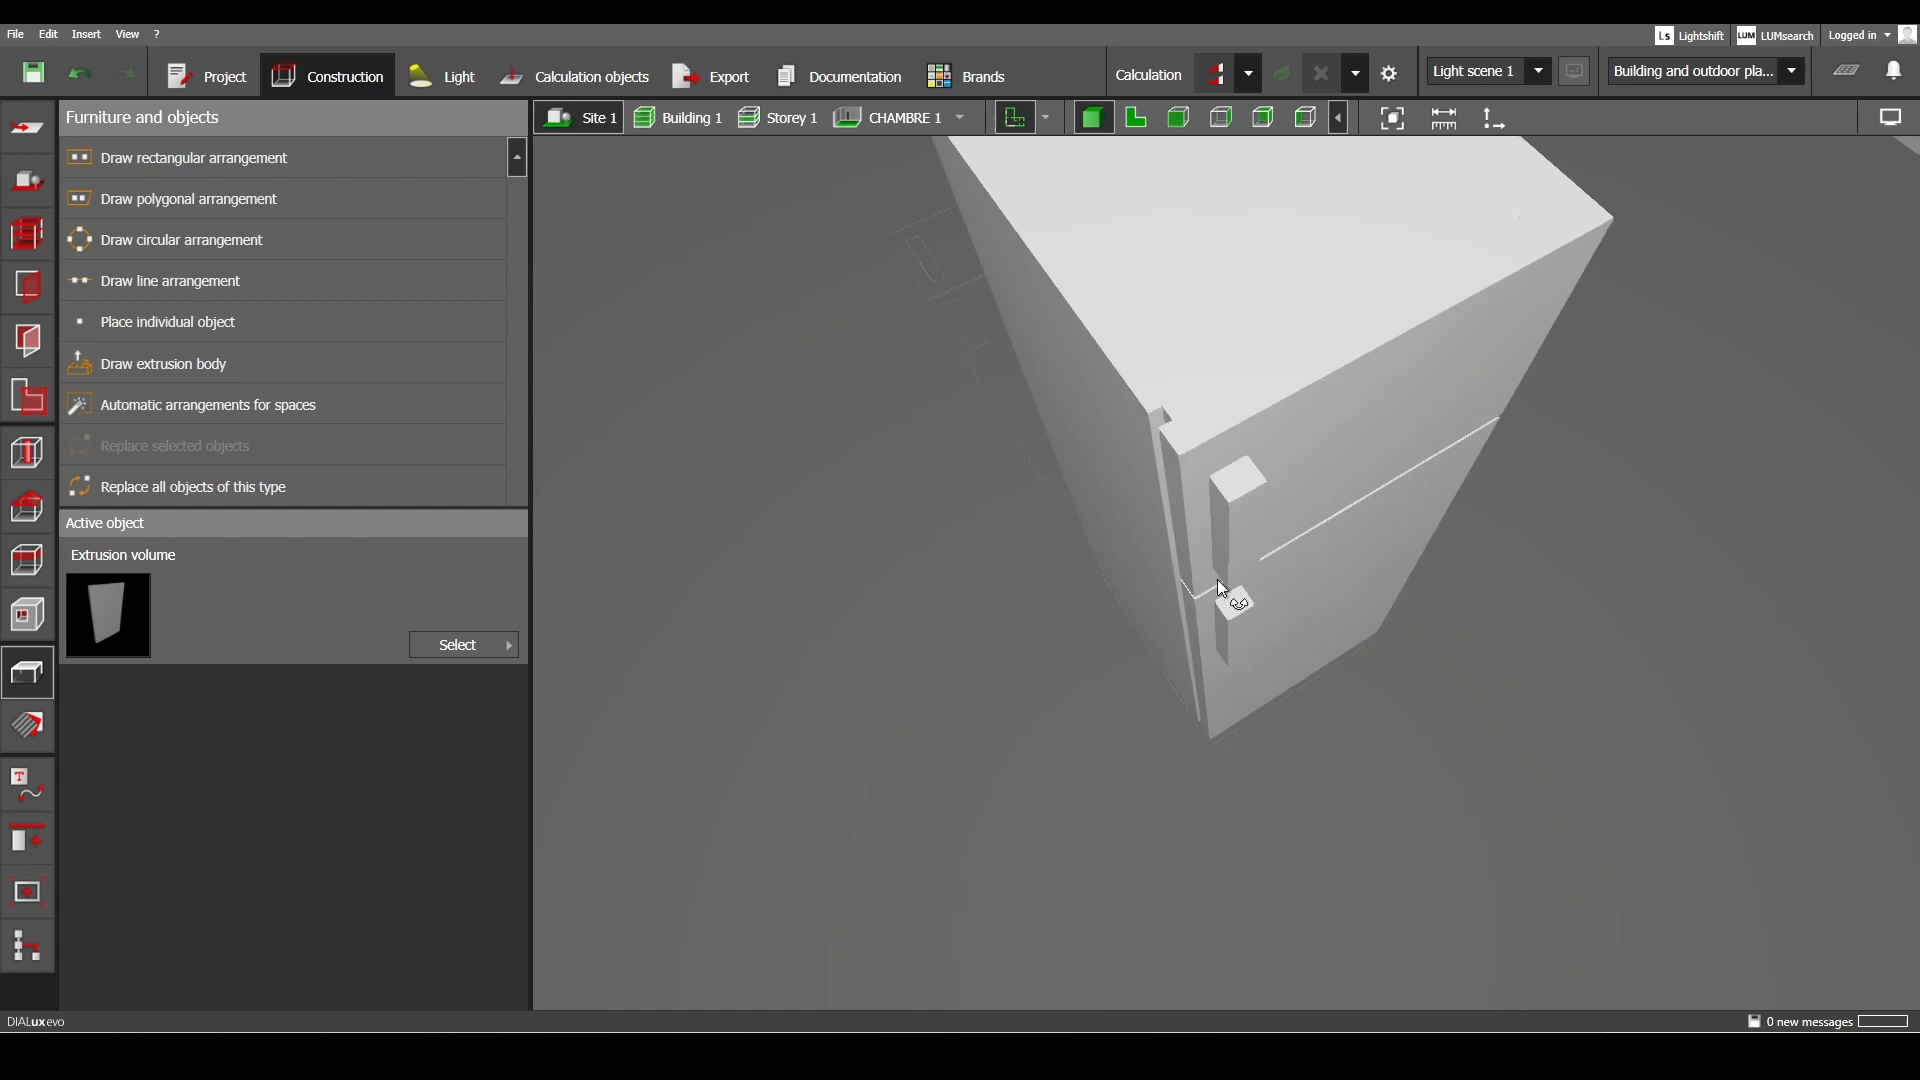 File Edit Insert View ?
Ls Lightshift LUM LUMsearch Logged in
Project Construction Light Calculation objects Export Documentation Brands Calculation Light scene 1 Building and outdoor pla...
Furniture and objects
Site 1 Building 1 Storey 1 CHAMBRE 1
Draw rectangular arrangement
Draw polygonal arrangement
Draw circular arrangement
Draw line arrangement
Place individual object
Draw extrusion body
Automatic arrangements for spaces
Replace selected objects
Replace all objects of this type
Active object
Extrusion volume
Select
T
DIALux evo
0 new messages